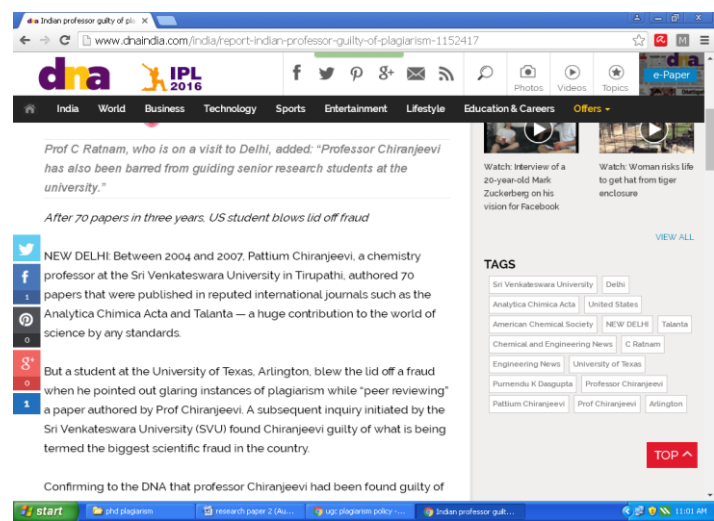 dna Indian professor guilty of pla
www.dnaindia.com/india/report-indian-professor-guilty-of-plagiarism-1152417
dna
IPL
2016
Photos Videos Topics
e-Paper
India World Business Technology Sports Entertainment Lifestyle Education & Careers Offers
Prof C Ratnam, who is on a visit to Delhi, added: “Professor Chiranjeevi
has also been barred from guiding senior research students at the
university.”
After 70 papers in three years, US student blows lid off fraud
NEW DELHI: Between 2004 and 2007, Pattium Chiranjeevi, a chemistry
professor at the Sri Venkateswara University in Tirupathi, authored 70
papers that were published in reputed international journals such as the
Analytica Chimica Acta and Talanta — a huge contribution to the world of
science by any standards.
But a student at the University of Texas, Arlington, blew the lid off a fraud
when he pointed out glaring instances of plagiarism while “peer reviewing”
a paper authored by Prof Chiranjeevi. A subsequent inquiry initiated by the
Sri Venkateswara University (SVU) found Chiranjeevi guilty of what is being
termed the biggest scientific fraud in the country.
Confirming to the DNA that professor Chiranjeevi had been found guilty of
1
0
0
1
Watch: Interview of a
20-year-old Mark
Zuckerberg on his
vision for Facebook
Watch: Woman risks life
to get hat from tiger
enclosure
VIEW ALL
TAGS
Sri Venkateswara University Delhi
Analytica Chimica Acta United States
American Chemical Society NEW DELHI Talanta
Chemical and Engineering News C Ratnam
Engineering News University of Texas
Purnendu K Dasgupta Professor Chiranjeevi
Pattium Chiranjeevi Prof Chiranjeevi Arlington
TOP
start phd plagiarism research paper 2 (Au... ugc plagiarism policy -... Indian professor guilt... 11:01 AM